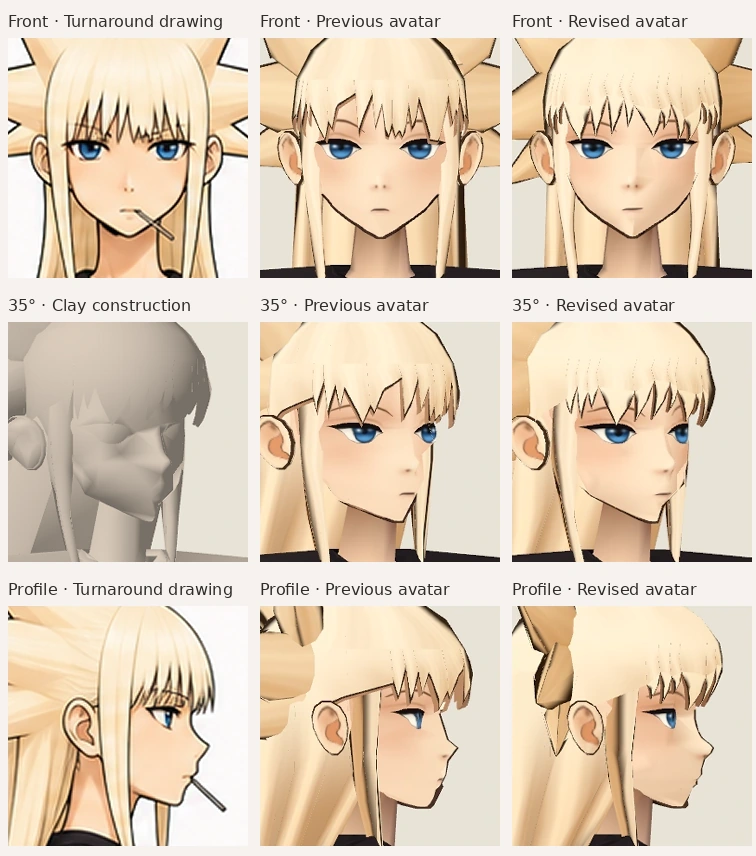 Front · Turnaround drawing
Front · Previous avatar
Front · Revised avatar
35° · Clay construction
35° · Previous avatar
35° · Revised avatar
Profile · Turnaround drawing
Profile · Previous avatar
Profile · Revised avatar